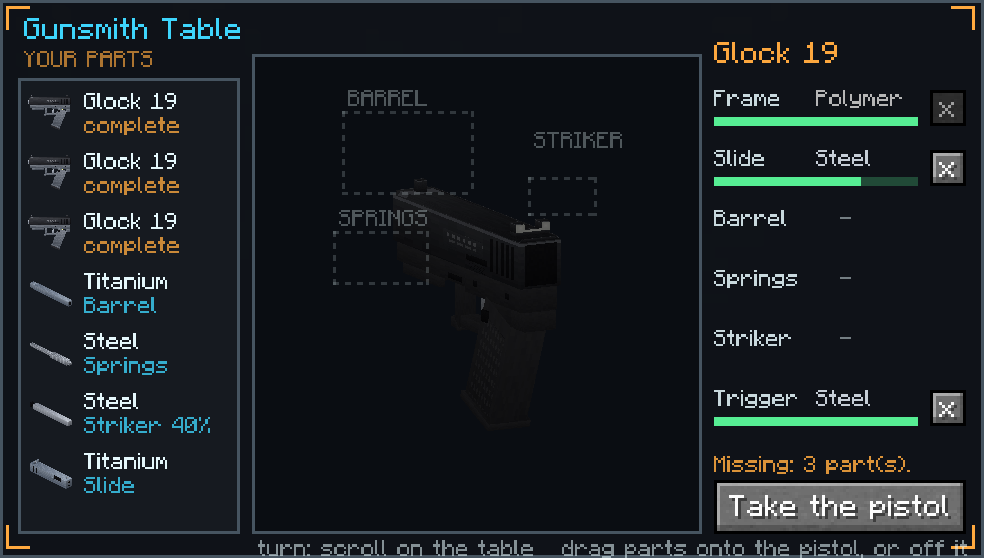 Gunsmith Table
YOUR PARTS
Glock 19
complete
Glock 19
complete
Glock 19
complete
Titanium
Barrel
Steel
Springs
Steel
Striker 40%
Titanium
Slide
BARREL
STRIKER
SPRINGS
turn: scroll on the table drag parts onto the pistol, or off it
Glock 19
Frame Polymer X
Slide Steel X
Barrel –
Springs –
Striker –
Trigger Steel X
Missing: 3 part(s).
Take the pistol